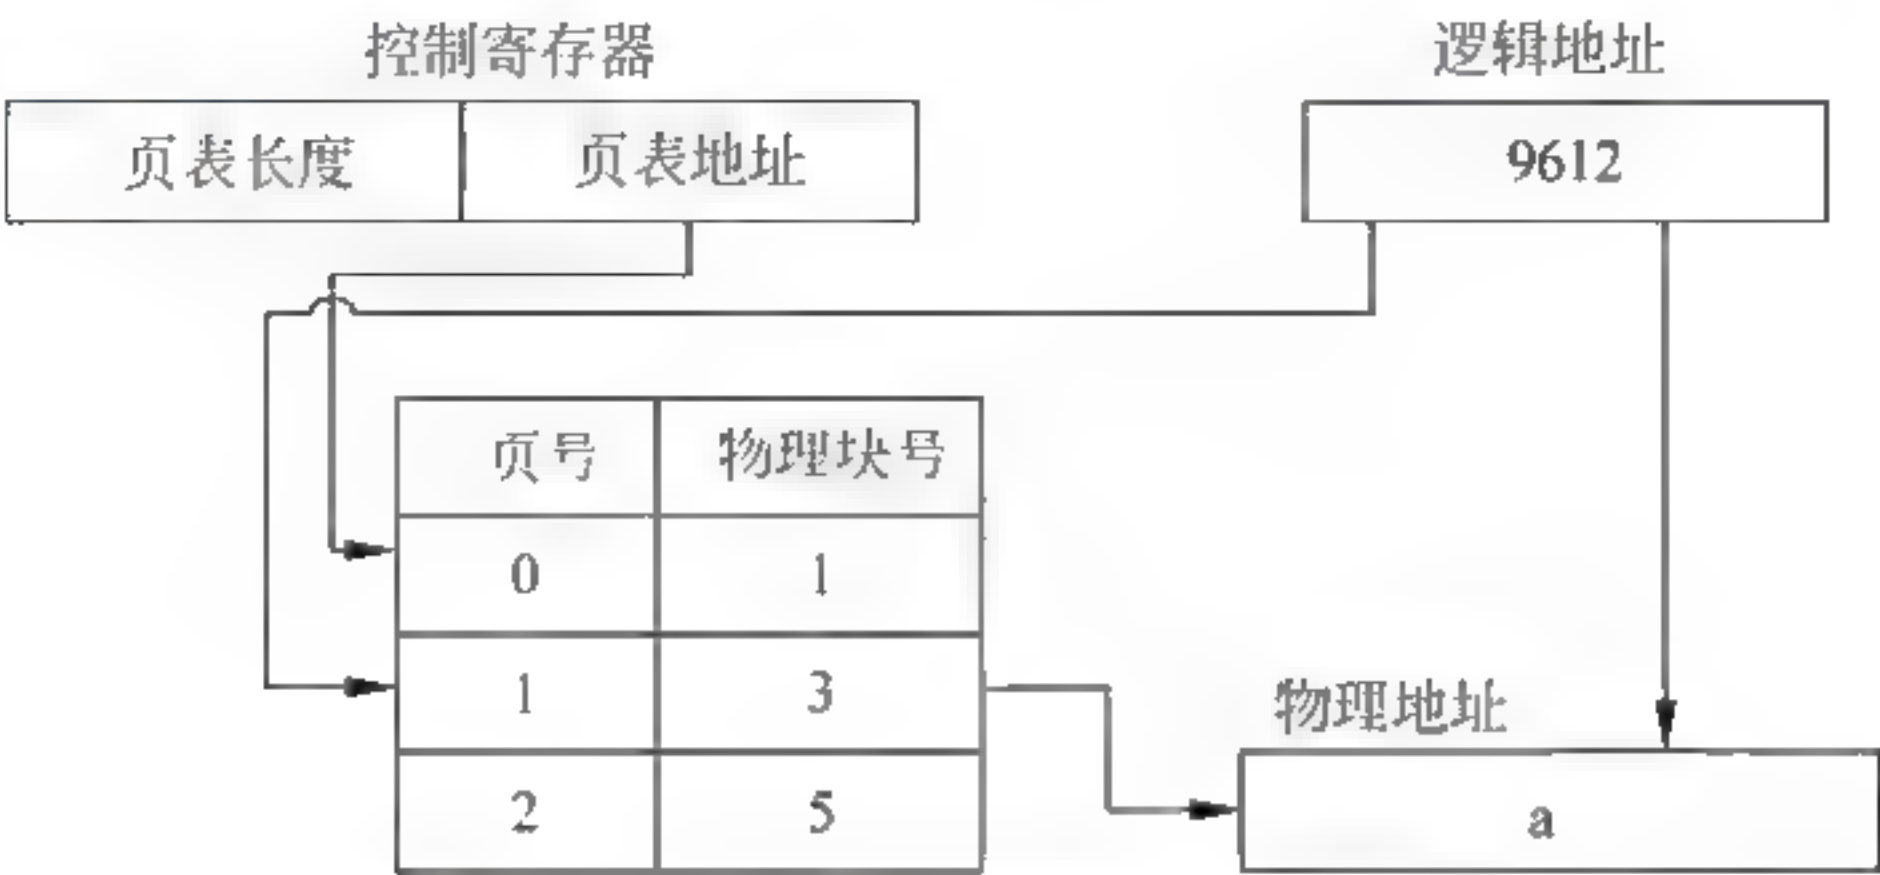 控制寄存器
逻辑地址
页表长度 页表地址
9612
页号 物理块号
0 1
1 3
物理地址
2 5
a